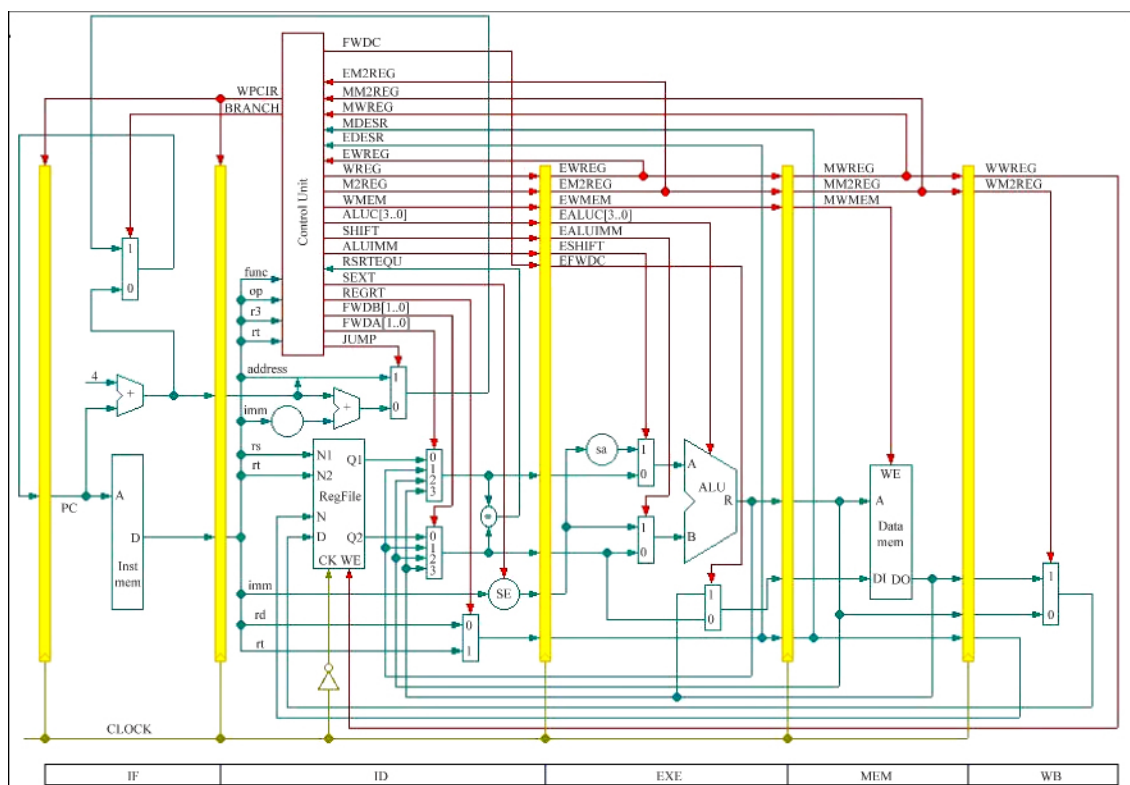 FWDC
EM2REG
MM2REG
WPCIR
MWREG
BRANCH
MDESR
EDESR
EWREG
WREG
M2REG
WMEM
ALUC[3..0]
SHIFT
ALUIMM
RSRTEQU
SEXT
REGRT
FWDB[1..0]
FWDA[1..0]
JUMP
Control Unit
func
op
r3
rt
EWREG
EM2REG
EWMEM
EALUC[3..0]
EALUIMM
ESHIFT
EFWDC
MWREG
MM2REG
MWMEM
WWREG
WM2REG
1
0
4
+
address
imm
+
1
0
PC
A
D
Inst
mem
rs
rt
N1
N2
Q1
RegFile
N
D
Q2
CK WE
0
1
2
3
0
1
2
3
=
imm
SE
rd
rt
0
1
sa
1
0
1
0
A
ALU
R
B
1
0
WE
A
Data
mem
DI DO
1
0
CLOCK
IF ID EXE MEM WB